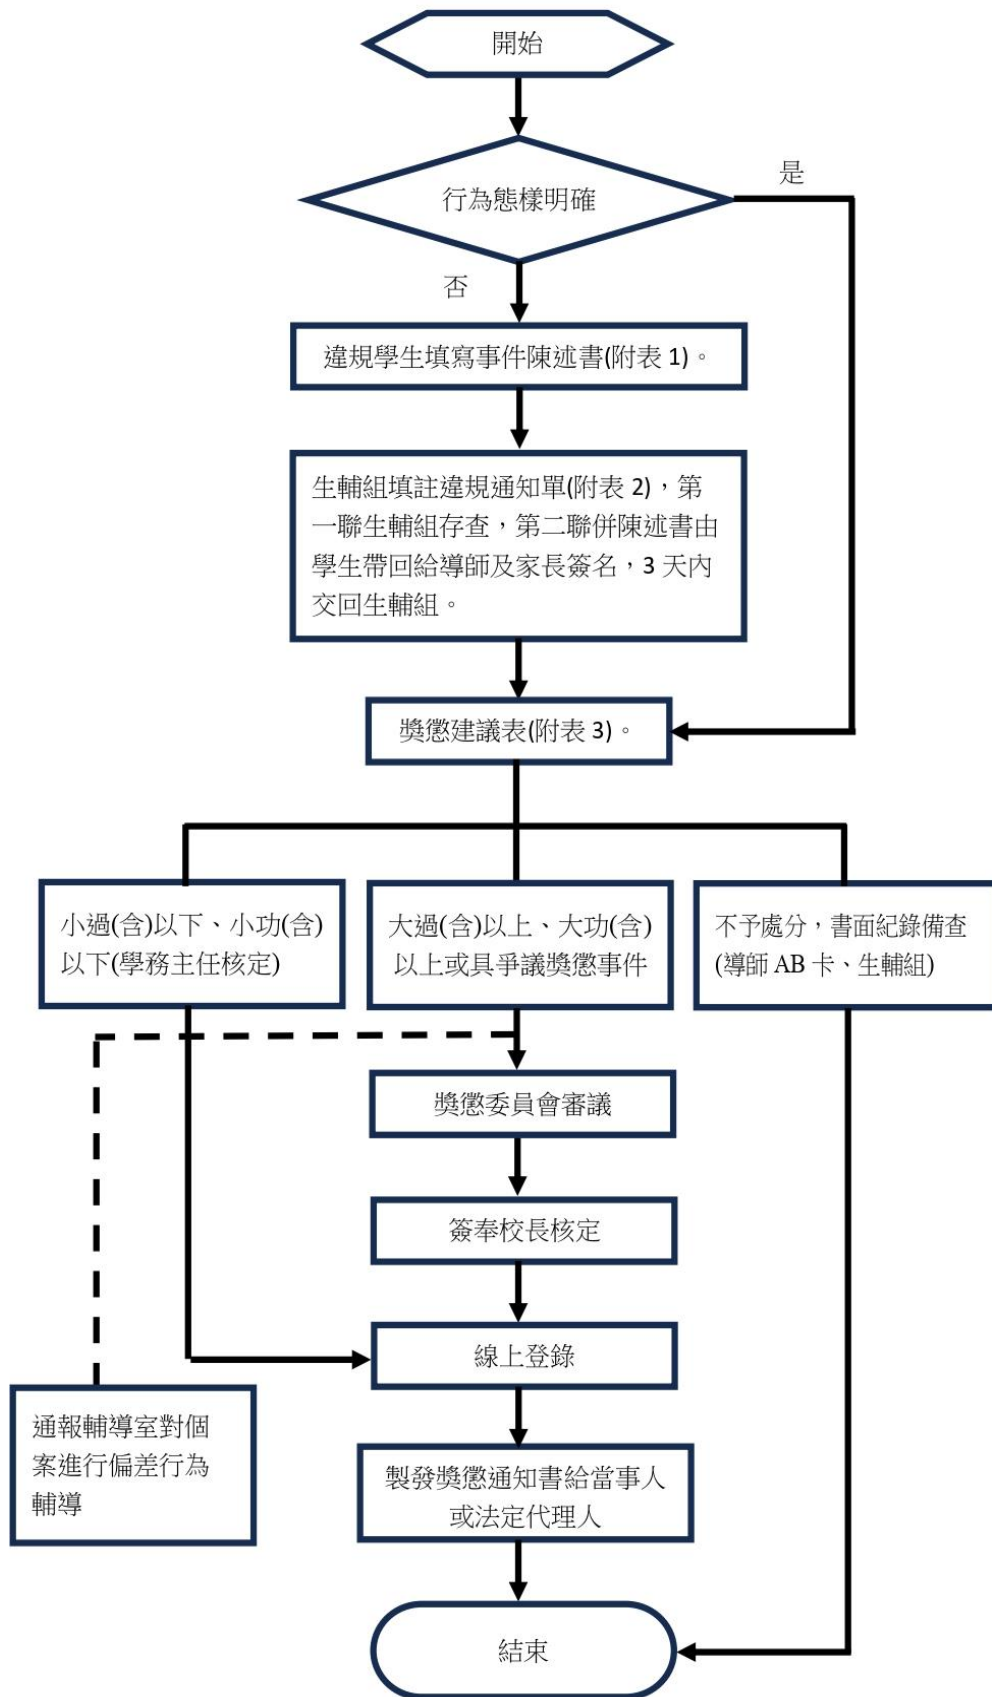 開始
是
行為態樣明確
否
違規學生填寫事件陳述書(附表 1)。
生輔組填註違規通知單(附表 2)，第
一聯生輔組存查，第二聯併陳述書由
學生帶回給導師及家長簽名，3 天內
交回生輔組。
獎懲建議表(附表 3)。
小過(含)以下、小功(含)
以下(學務主任核定)
大過(含)以上、大功(含)
以上或具爭議獎懲事件
不予處分，書面紀錄備查
(導師 AB 卡、生輔組)
獎懲委員會審議
簽奉校長核定
線上登錄
通報輔導室對個
案進行偏差行為
輔導
製發獎懲通知書給當事人
或法定代理人
結束